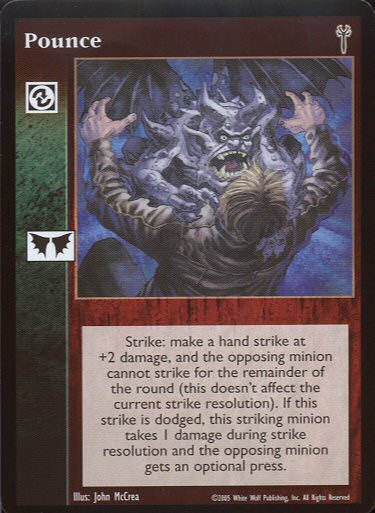 Pounce
Strike: make a hand strike at
+2 damage, and the opposing minion
cannot strike for the remainder of
the round (this doesn't affect the
current strike resolution). If this
strike is dodged, this striking minion
takes 1 damage during strike
resolution and the opposing minion
gets an optional press.
Illus: John McCrea
©2005 White Wolf Publishing, Inc. All Rights Reserved